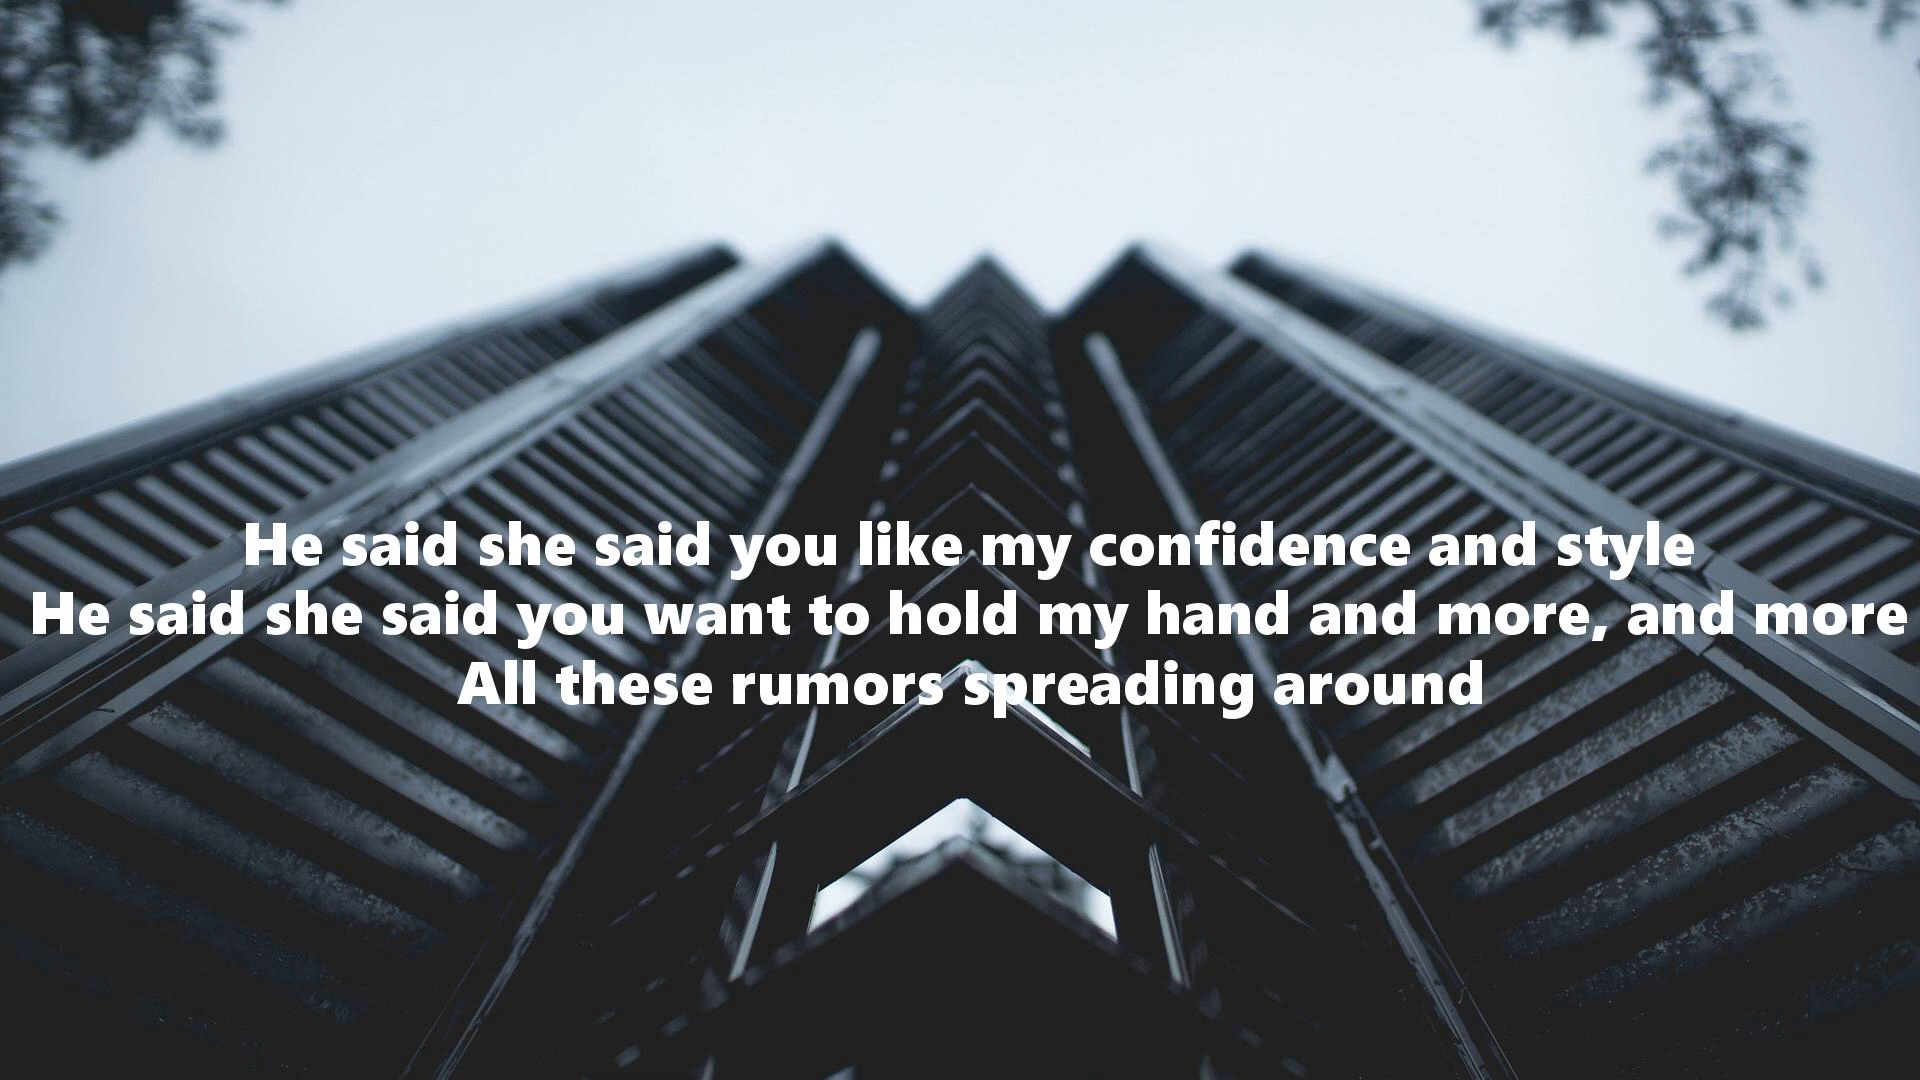 He said she said you like my confidence and style
He said she said you want to hold my hand and more, and more
All these rumors spreading around